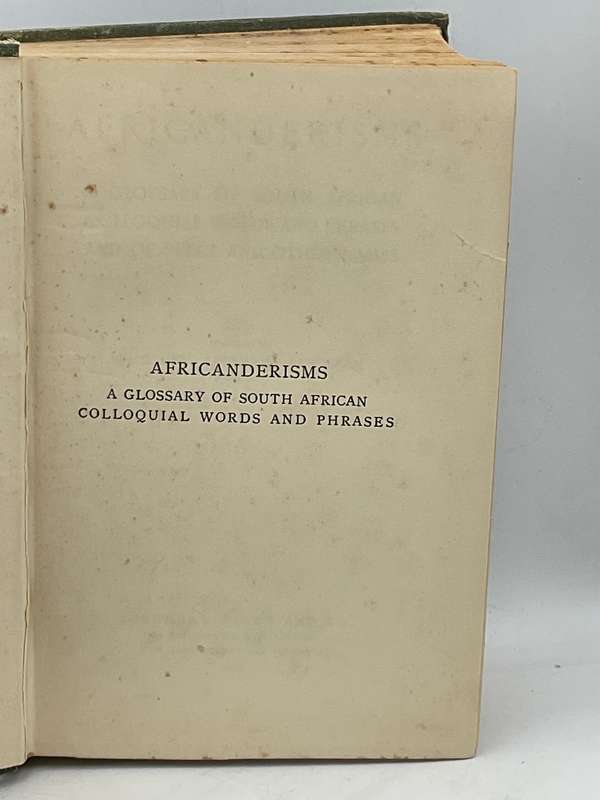 AFRICANDERISMS
A GLOSSARY OF SOUTH AFRICAN
COLLOQUIAL WORDS AND PHRASES